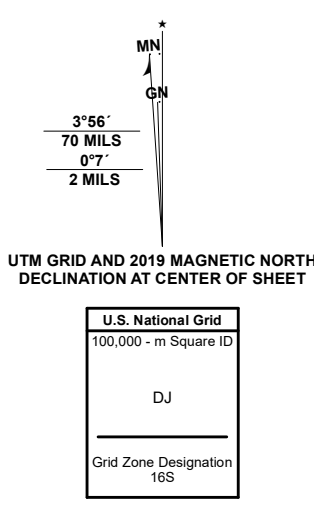 ★
MN
GN
3°56´
70 MILS
0°7´
2 MILS
UTM GRID AND 2019 MAGNETIC NORTH
DECLINATION AT CENTER OF SHEET
U.S. National Grid
100,000 - m Square ID
DJ
Grid Zone Designation
16S